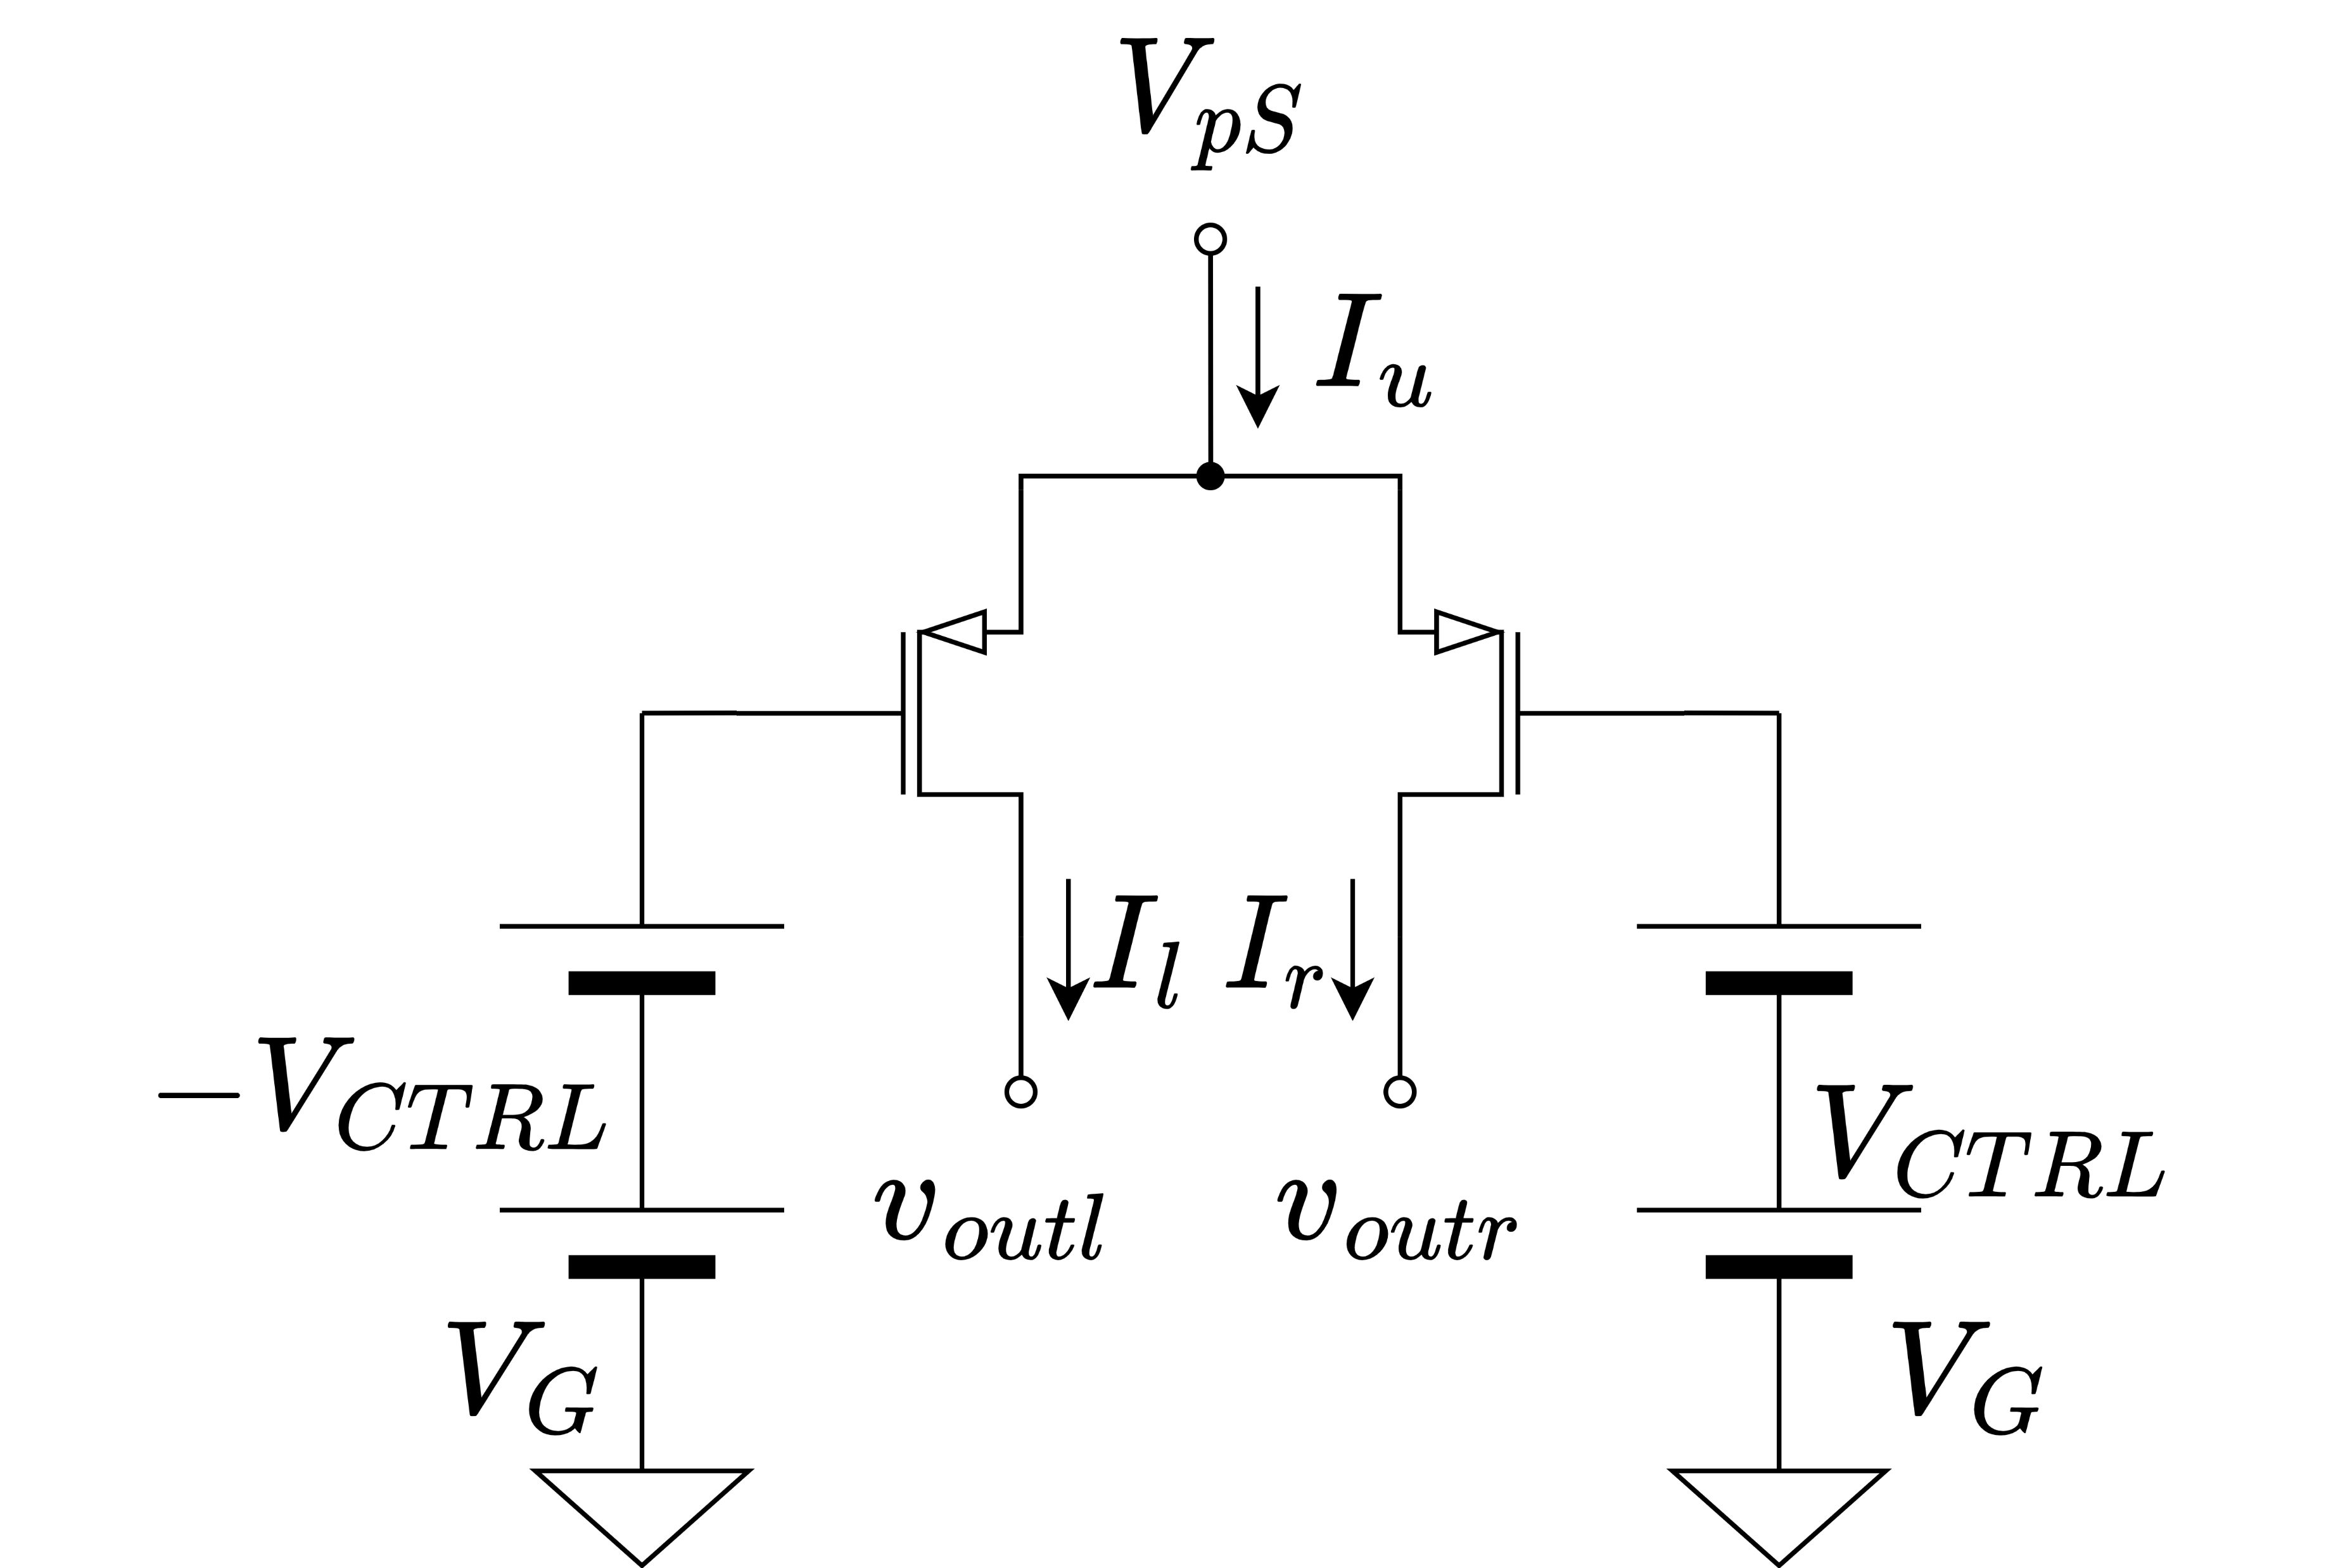 V_{pS}
I_u
I_l I_r
−V_{CTRL}
V_{CTRL}
v_{outl} v_{outr}
V_G V_G